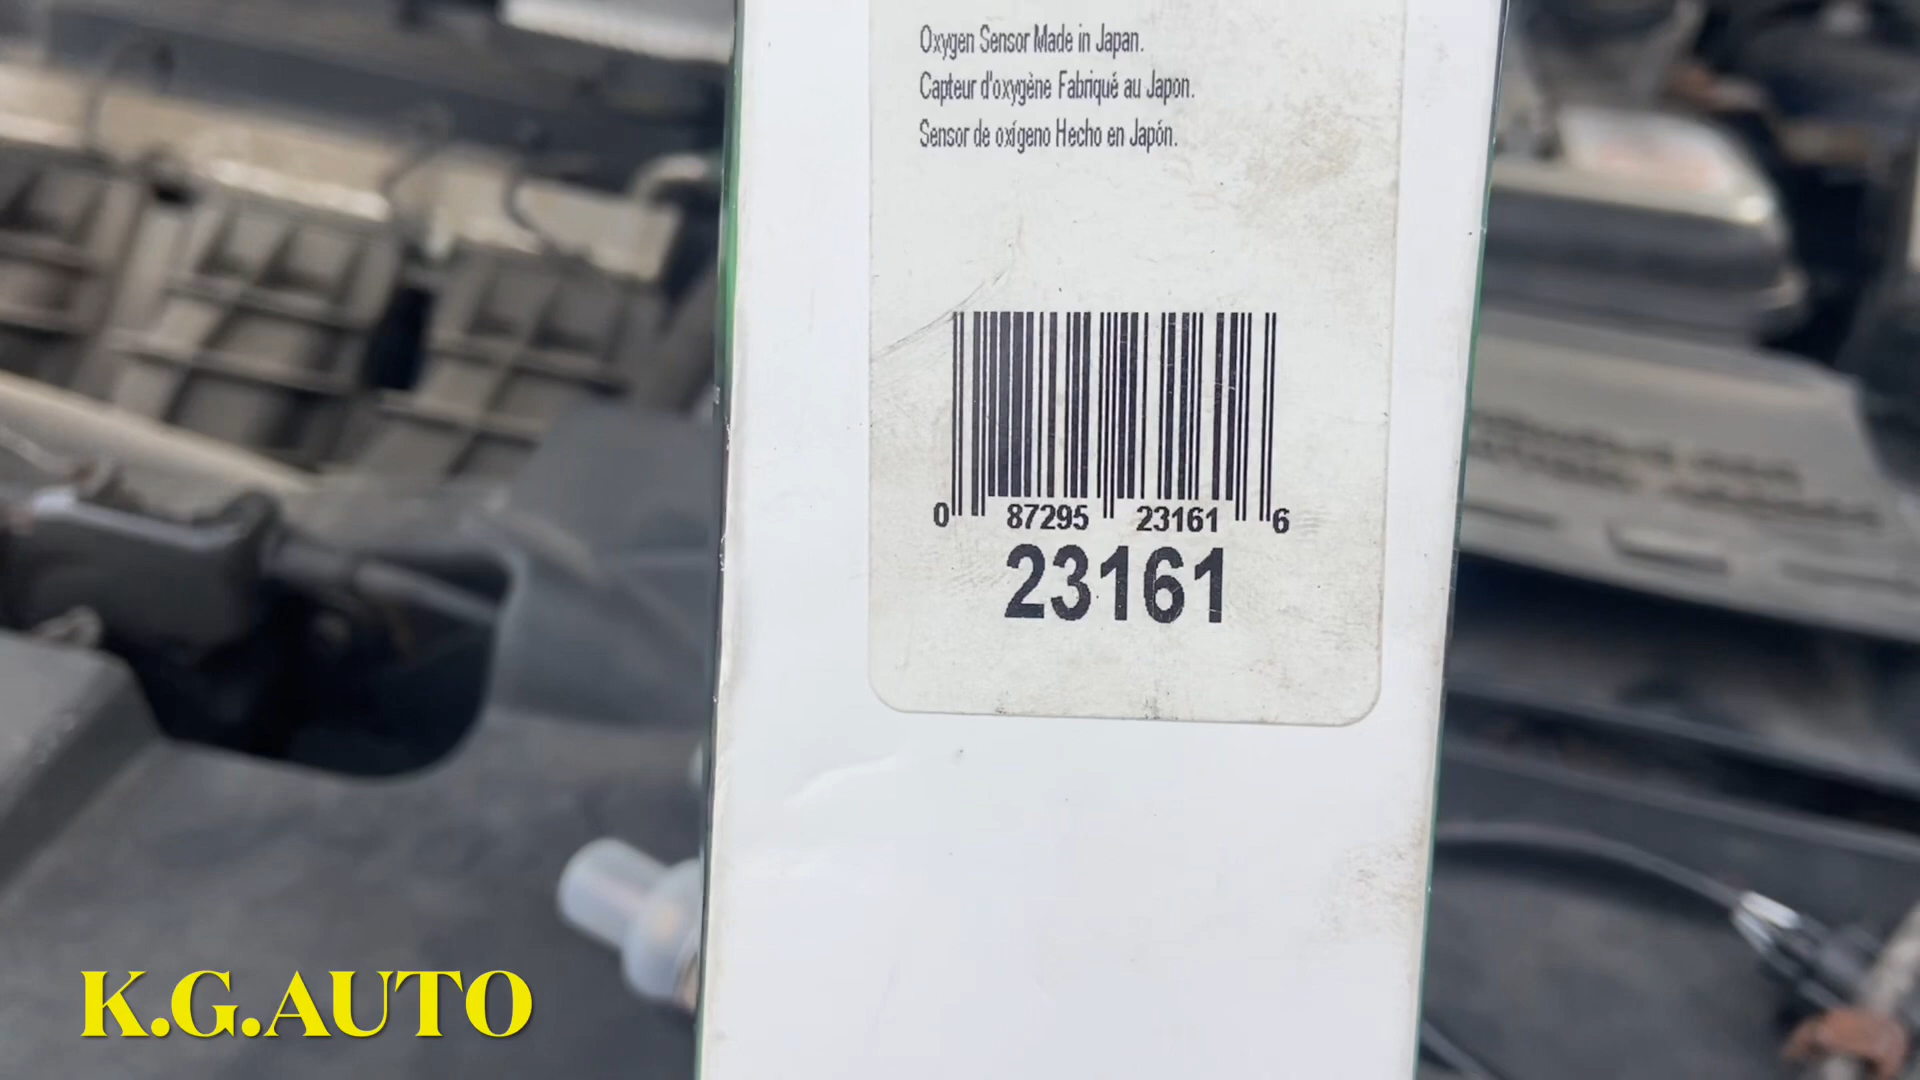 Oxygen Sensor Made in Japan.
Capteur d'oxygène Fabriqué au Japon.
Sensor de oxígeno Hecho en Japón.
0 87295 23161 6
23161
K.G.AUTO